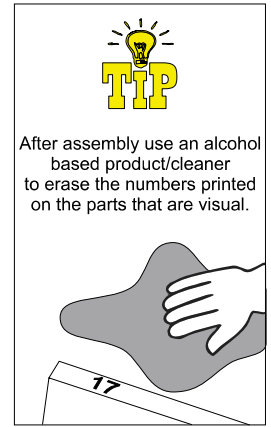 TIP
After assembly use an alcohol
based product/cleaner
to erase the numbers printed
on the parts that are visual.
17